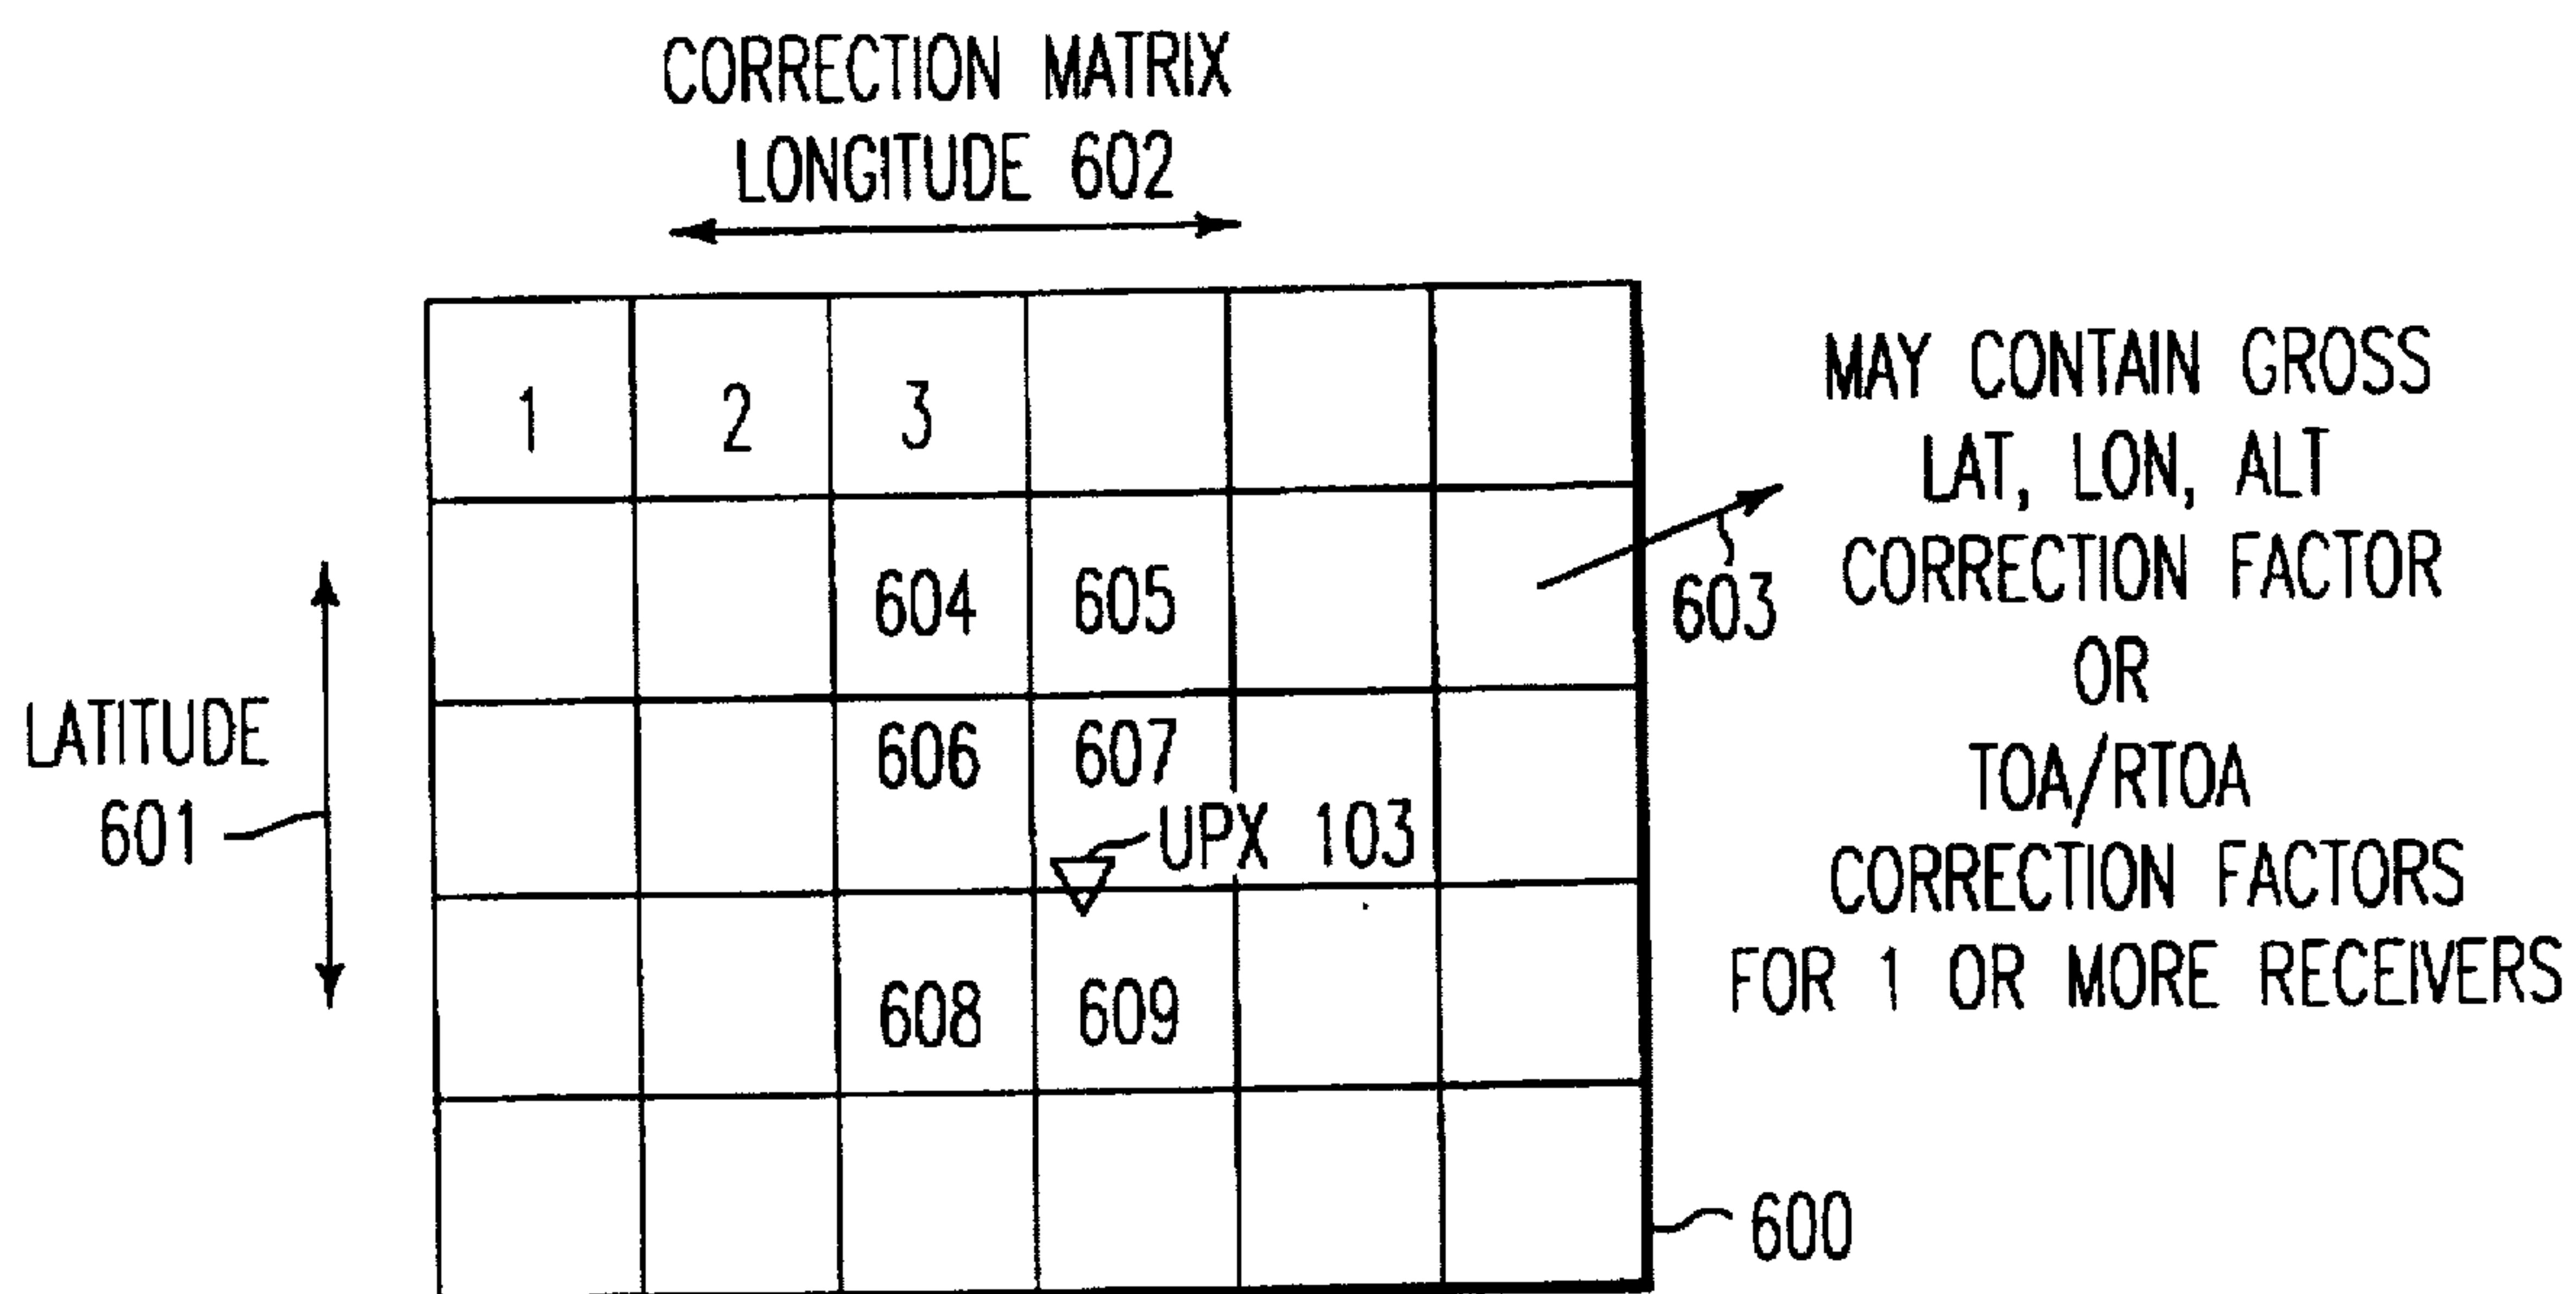 CORRECTION MATRIX
LONGITUDE 602
1 2 3
MAY CONTAIN GROSS
LAT, LON, ALT
CORRECTION FACTOR
OR
TOA/RTOA
CORRECTION FACTORS
FOR 1 OR MORE RECEIVERS
603
604 605
LATITUDE
601
606 607
UPX 103
608 609
600